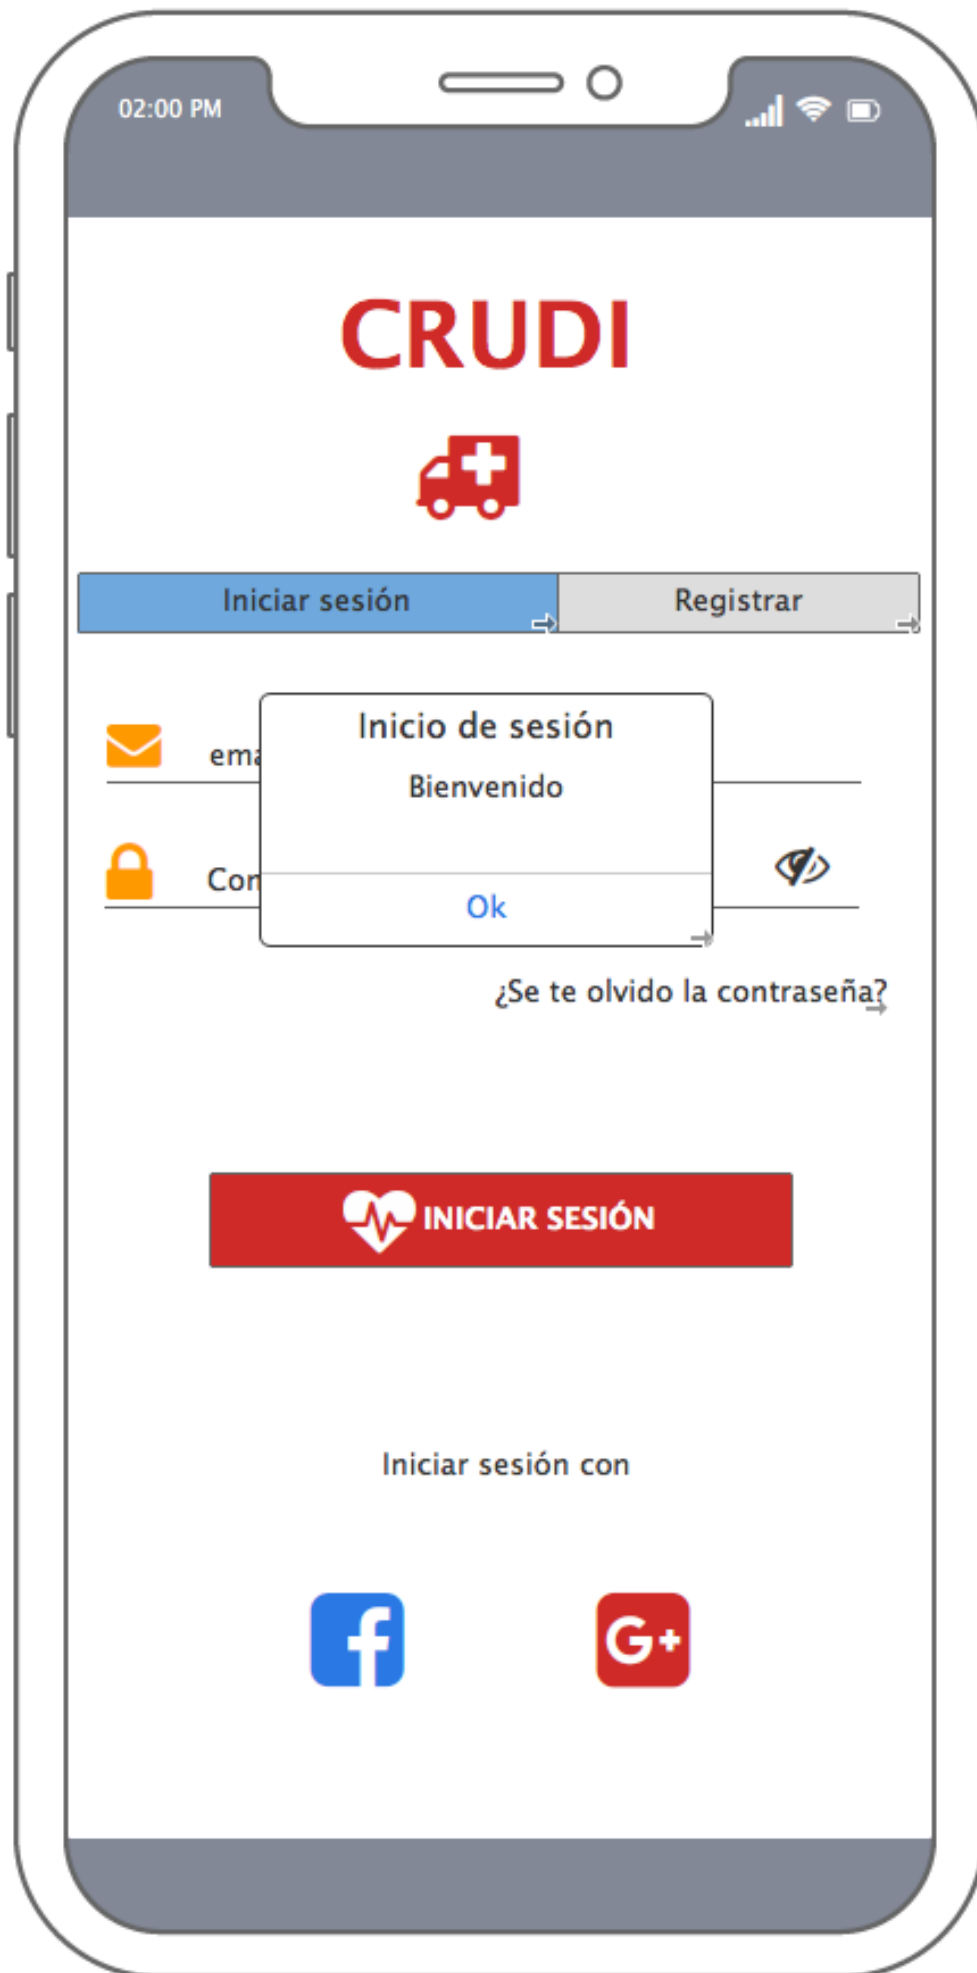 02:00 PM
CRUDI
Iniciar sesión
Registrar
Inicio de sesión
Bienvenido
Ok
¿Se te olvido la contraseña?
INICIAR SESIÓN
Iniciar sesión con
f
G+